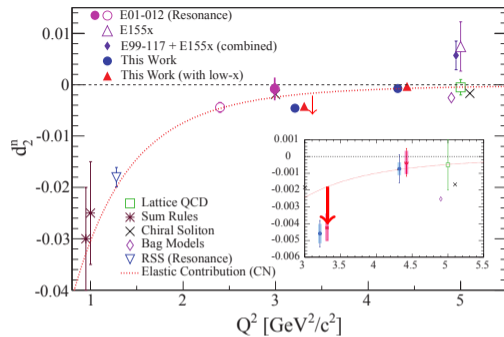 E01-012 (Resonance)
E155x
E99-117 + E155x (combined)
This Work
This Work (with low-x)
0.01
0
-0.01
-0.02
-0.03
-0.04
d₂ⁿ
Lattice QCD
Sum Rules
Chiral Soliton
Bag Models
RSS (Resonance)
Elastic Contribution (CN)
0.001
0
-0.001
-0.002
-0.003
-0.004
-0.005
-0.006
3 3.5 4 4.5 5 5.5
1 2 3 4 5
Q² [GeV²/c²]